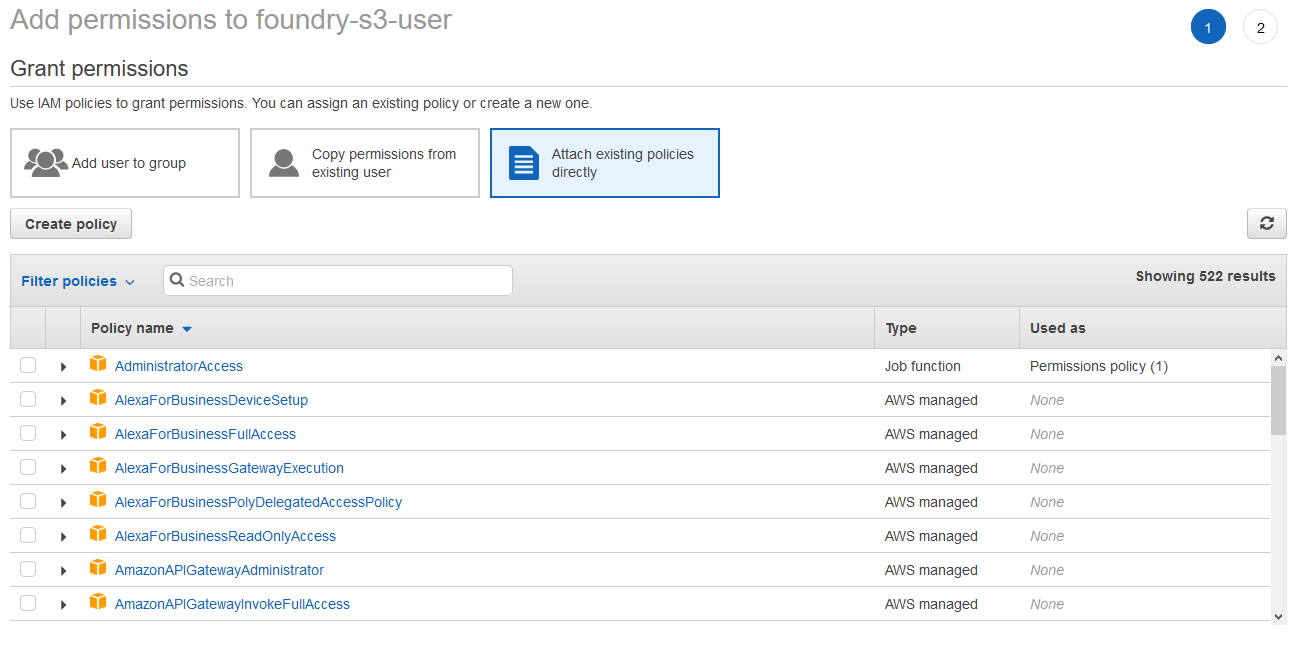 Add permissions to foundry-s3-user
1
2
Grant permissions
Use IAM policies to grant permissions. You can assign an existing policy or create a new one.
Add user to group
Copy permissions from
existing user
Attach existing policies
directly
Create policy
Filter policies
Search
Showing 522 results
Policy name
Type
Used as
AdministratorAccess Job function Permissions policy (1)
AlexaForBusinessDeviceSetup AWS managed None
AlexaForBusinessFullAccess AWS managed None
AlexaForBusinessGatewayExecution AWS managed None
AlexaForBusinessPolyDelegatedAccessPolicy AWS managed None
AlexaForBusinessReadOnlyAccess AWS managed None
AmazonAPIGatewayAdministrator AWS managed None
AmazonAPIGatewayInvokeFullAccess AWS managed None